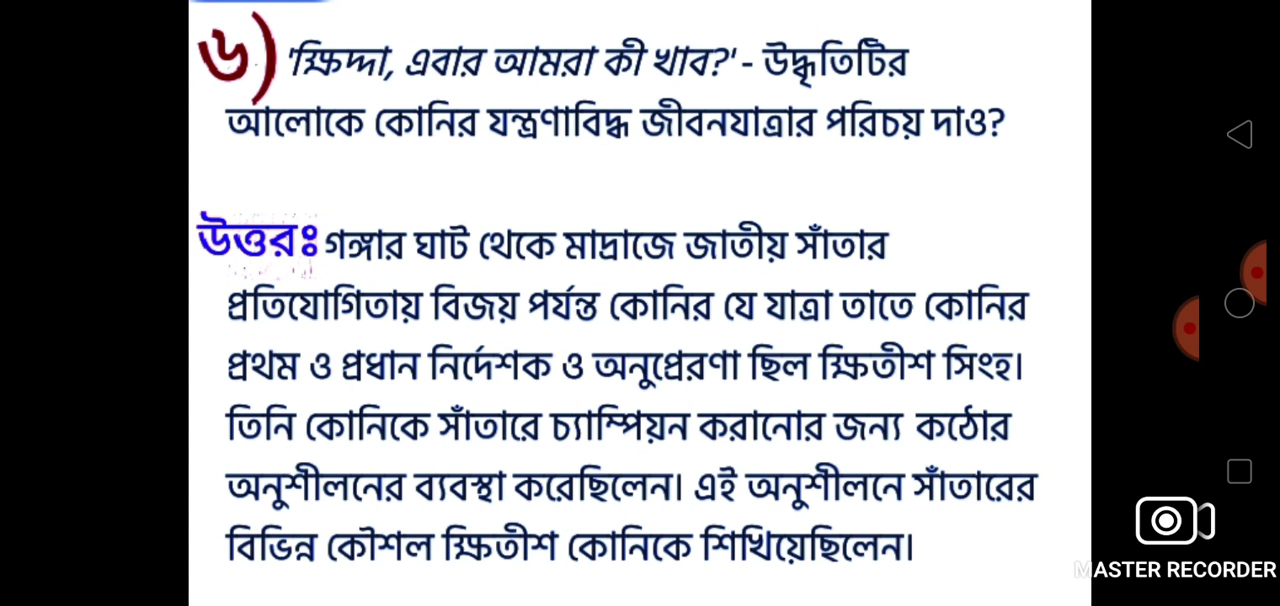 ৬) 'ক্ষিদ্দা, এবার আমরা কী খাব?' - উদ্ধৃতিটির
আলোকে কোনির যন্ত্রণাবিদ্ধ জীবনযাত্রার পরিচয় দাও?
উত্তরঃ গঙ্গার ঘাট থেকে মাদ্রাজে জাতীয় সাঁতার
প্রতিযোগিতায় বিজয় পর্যন্ত কোনির যে যাত্রা তাতে কোনির
প্রথম ও প্রধান নির্দেশক ও অনুপ্রেরণা ছিল ক্ষিতীশ সিংহ।
তিনি কোনিকে সাঁতারে চ্যাম্পিয়ন করানোর জন্য কঠোর
অনুশীলনের ব্যবস্থা করেছিলেন। এই অনুশীলনে সাঁতারের
বিভিন্ন কৌশল ক্ষিতীশ কোনিকে শিখিয়েছিলেন।
MASTER RECORDER